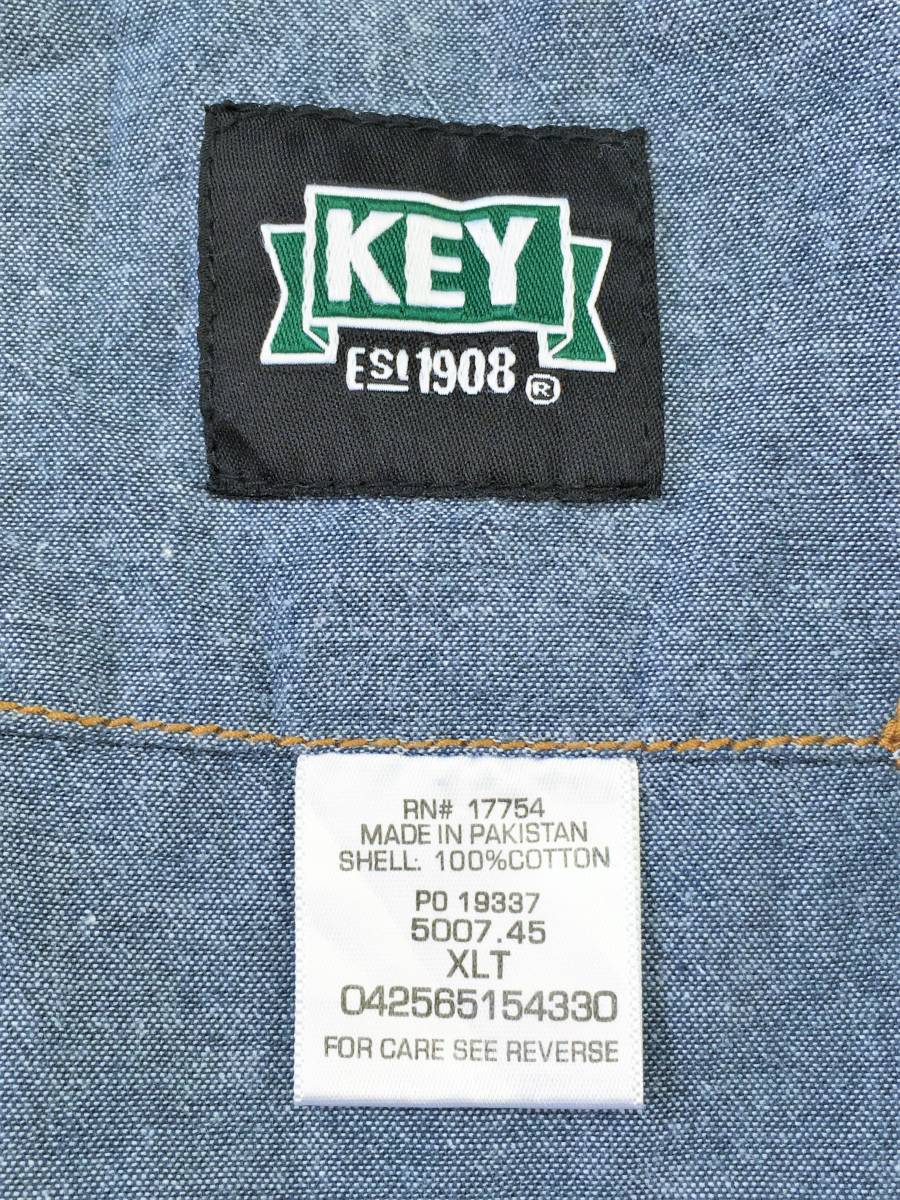 KEY
EST 1908 ®
RN# 17754
MADE IN PAKISTAN
SHELL: 100%COTTON
PO 19337
5007.45
XLT
042565154330
FOR CARE SEE REVERSE